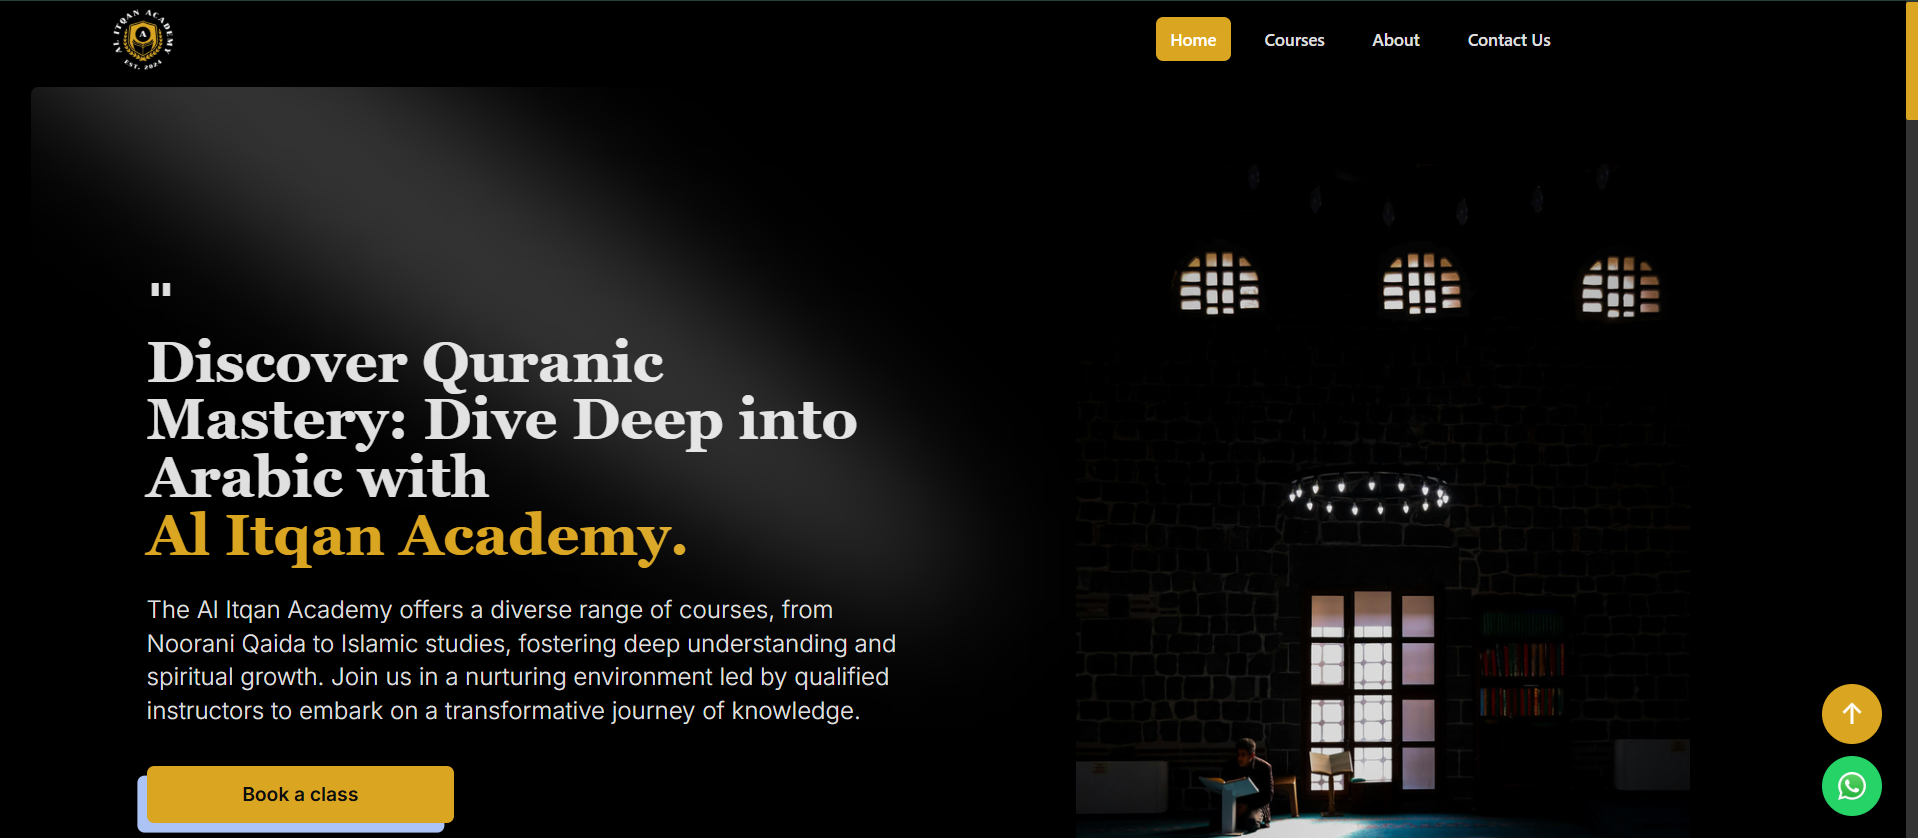 AL ITQAN ACADEMY
A
EST. 2024
Home
Courses
About
Contact Us
"
Discover Quranic
Mastery: Dive Deep into
Arabic with
Al Itqan Academy.
The Al Itqan Academy offers a diverse range of courses, from
Noorani Qaida to Islamic studies, fostering deep understanding and
spiritual growth. Join us in a nurturing environment led by qualified
instructors to embark on a transformative journey of knowledge.
Book a class